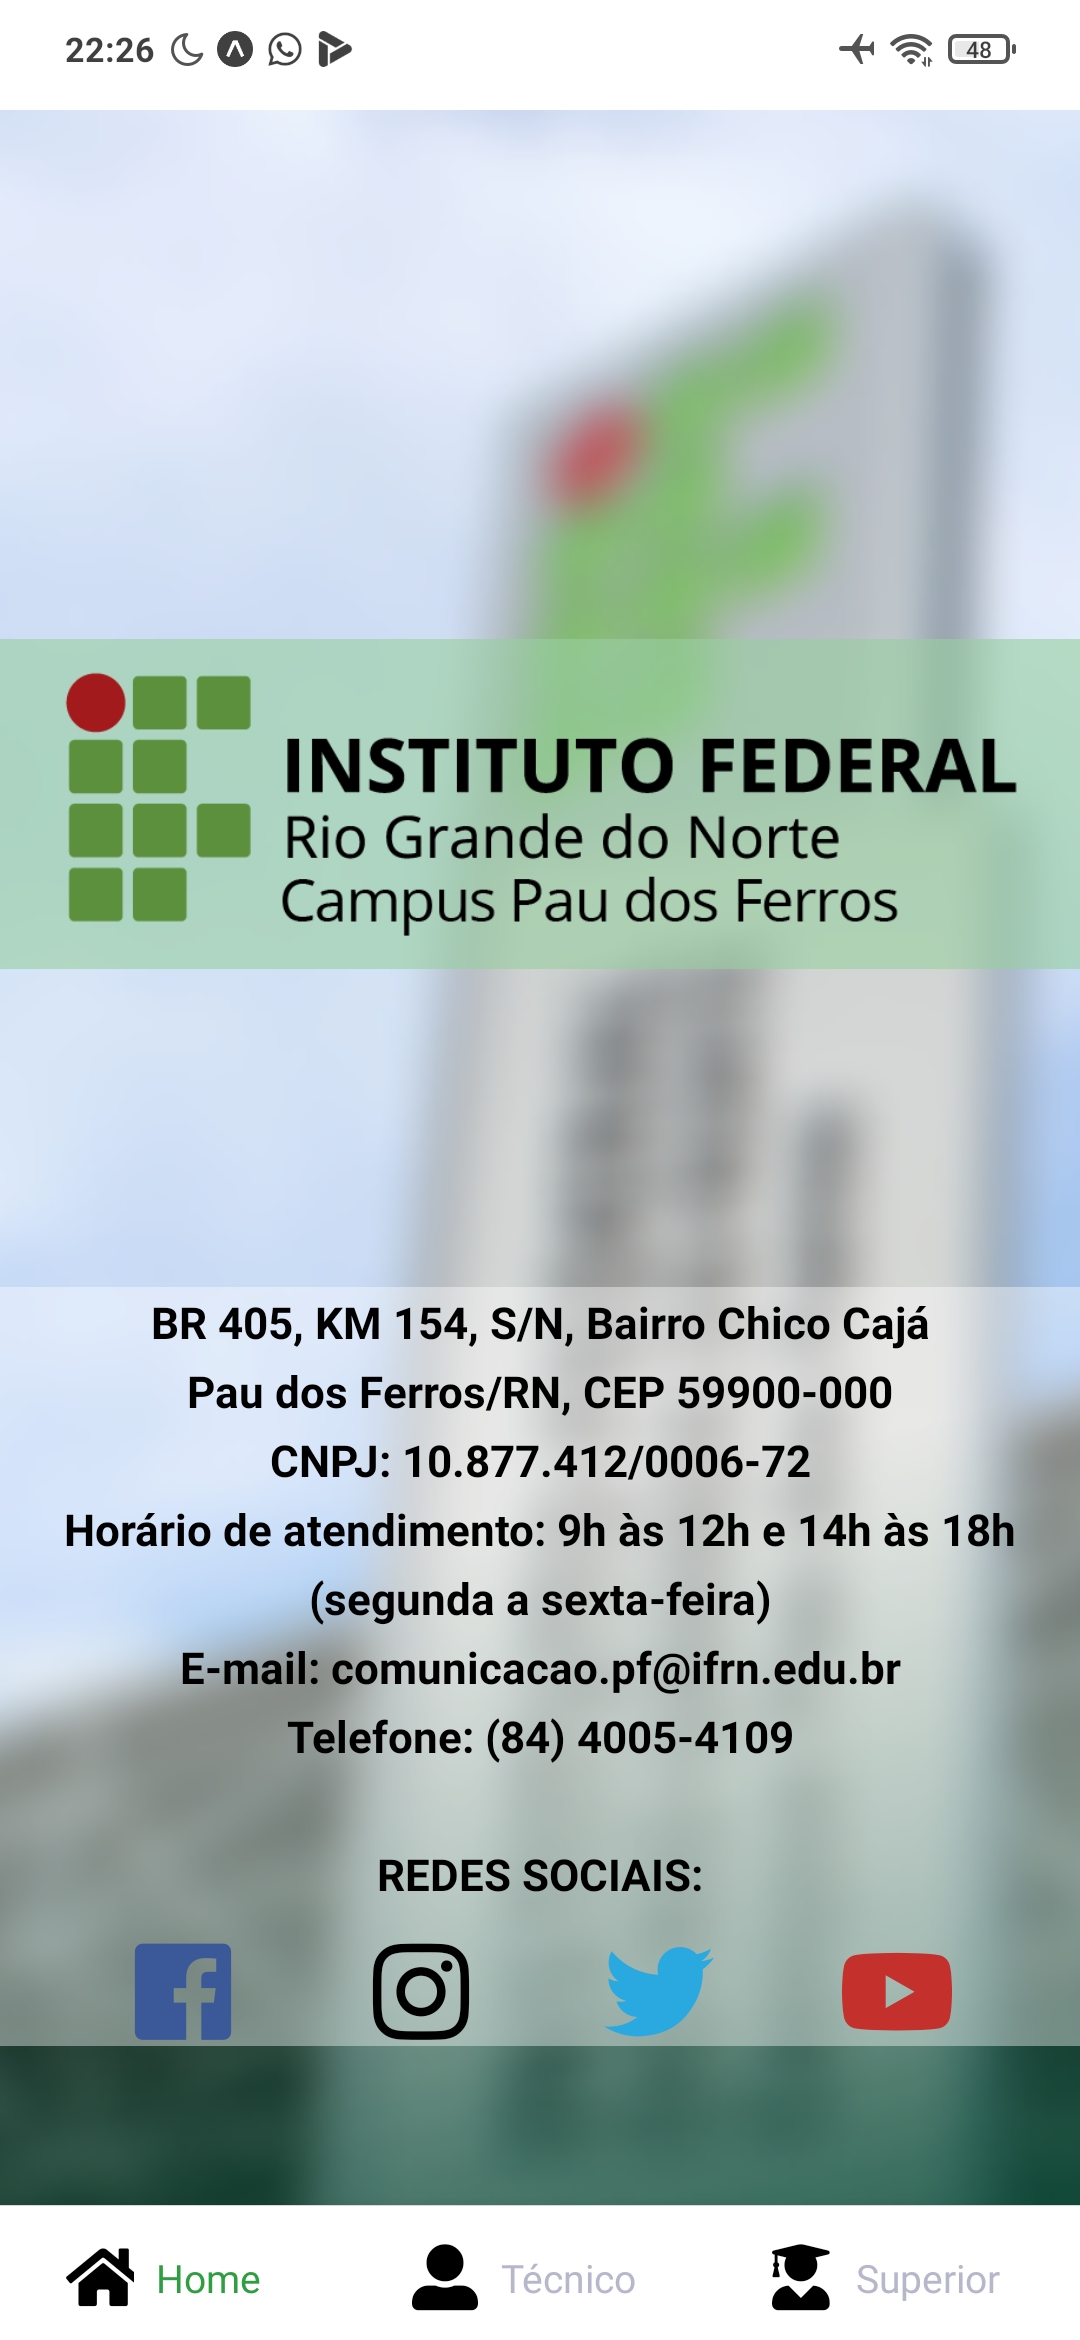 22:26
48
INSTITUTO FEDERAL
Rio Grande do Norte
Campus Pau dos Ferros
BR 405, KM 154, S/N, Bairro Chico Cajá
Pau dos Ferros/RN, CEP 59900-000
CNPJ: 10.877.412/0006-72
Horário de atendimento: 9h às 12h e 14h às 18h
(segunda a sexta-feira)
E-mail: comunicacao.pf@ifrn.edu.br
Telefone: (84) 4005-4109
REDES SOCIAIS:
Home
Técnico
Superior